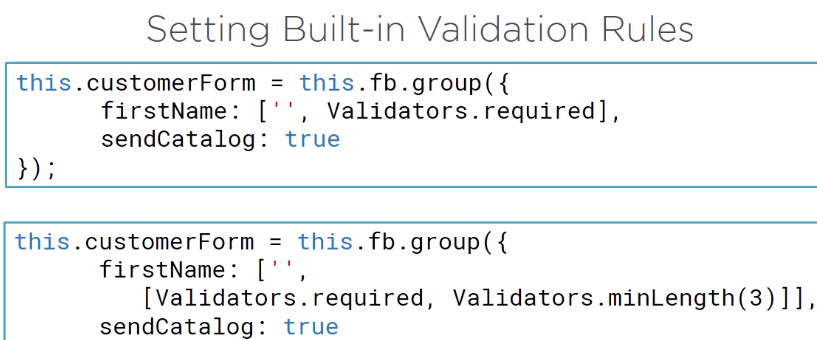 Setting Built-in Validation Rules
this.customerForm = this.fb.group({
firstName: ['', Validators.required],
sendCatalog: true
});
this.customerForm = this.fb.group({
firstName: ['',
[Validators.required, Validators.minLength(3)]],
sendCatalog: true